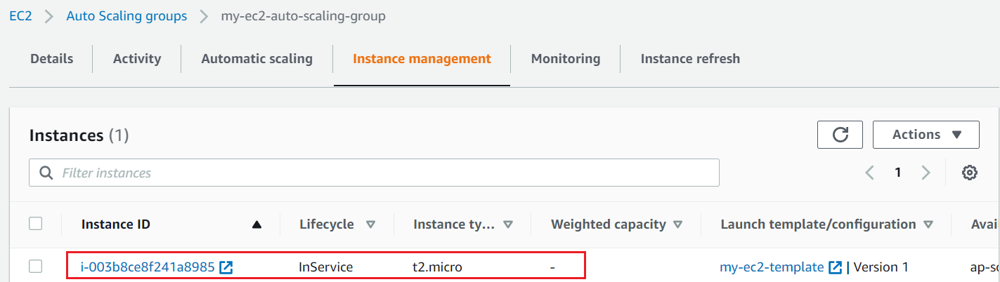 EC2 Auto Scaling groups my-ec2-auto-scaling-group
Details Activity Automatic scaling Instance management Monitoring Instance refresh
Instances (1) Actions
Filter instances 1
Instance ID Lifecycle Instance ty... Weighted capacity Launch template/configuration Avai
i-003b8ce8f241a8985 InService t2.micro - my-ec2-template | Version 1 ap-s